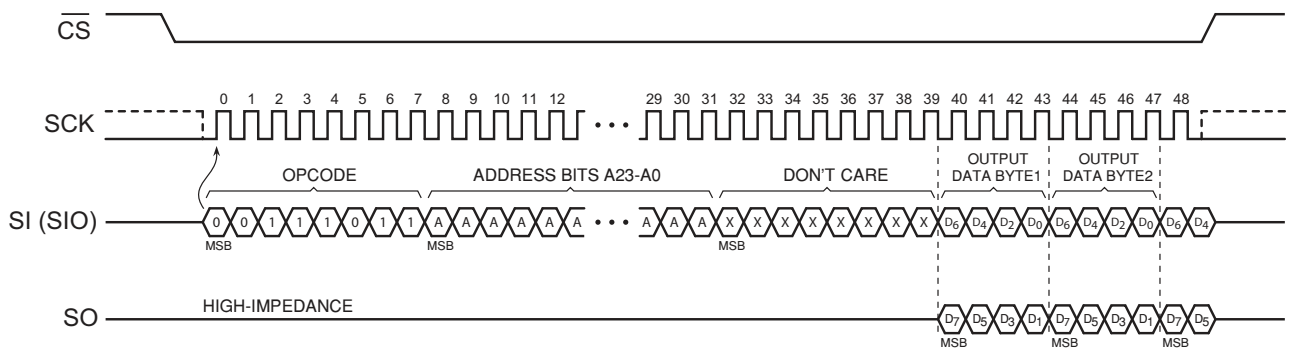 CS
0 1 2 3 4 5 6 7 8 9 10 11 12 29 30 31 32 33 34 35 36 37 38 39 40 41 42 43 44 45 46 47 48
SCK
OPCODE ADDRESS BITS A23-A0 DON'T CARE OUTPUT DATA BYTE1 OUTPUT DATA BYTE2
SI (SIO) 0 0 1 1 1 0 1 1 A A A A A A A A A X X X X X X X X D6 D4 D2 D0 D6 D4 D2 D0 D6 D4
MSB MSB MSB
HIGH-IMPEDANCE
SO D7 D5 D3 D1 D7 D5 D3 D1 D7 D5
MSB MSB MSB